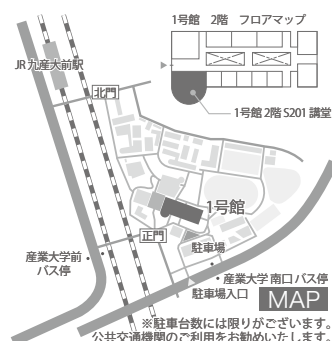 1号館 2階 フロアマップ
JR九産大前駅
北門
1号館 2階 S201 講堂
1号館
正門
駐車場
産業大学前
バス停
産業大学 南口 バス停
駐車場入口
MAP
※駐車台数には限りがございます。
公共交通機関のご利用をお勧めいたします。